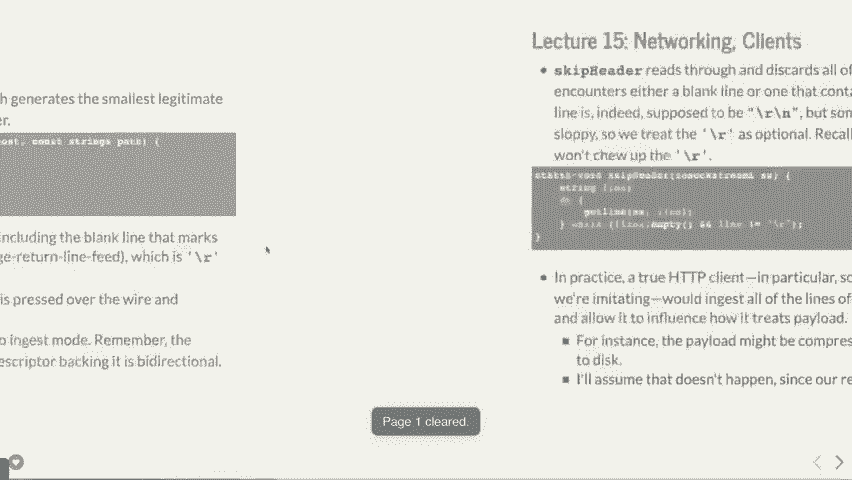 h generates the smallest legitimate
er.
ost, const string& path) {
including the blank line that marks
ge-return-line-feed), which is '\r'
is pressed over the wire and
o ingest mode. Remember, the
escriptor backing it is bidirectional.
Lecture 15: Networking, Clients
skipHeader reads through and discards all of
encounters either a blank line or one that conta
line is, indeed, supposed to be "\r\n", but som
sloppy, so we treat the '\r' as optional. Recall
won't chew up the '\r'.
static void skipHeader(iosockstream& ss) {
string line;
do {
getline(ss, line);
} while (!line.empty() && line != "\r");
}
In practice, a true HTTP client—in particular, so
we're imitating—would ingest all of the lines of
and allow it to influence how it treats payload.
For instance, the payload might be compres
to disk.
I'll assume that doesn't happen, since our re
Page 1 cleared.